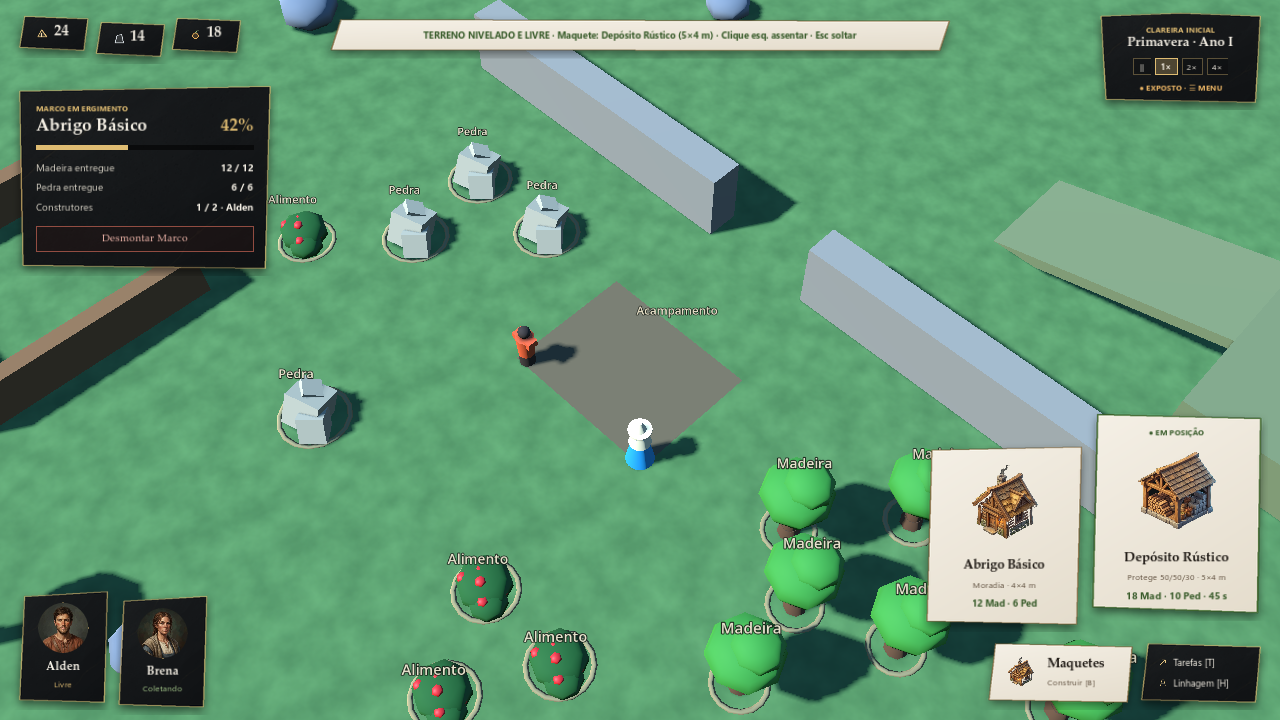 24
14
18
TERRENO NIVELADO E LIVRE · Maquete: Depósito Rústico (5×4 m) · Clique esq. assentar · Esc soltar
CLAREIRA INICIAL
Primavera · Ano I
|| 1× 2× 4×
● EXPOSTO · ☰ MENU
MARCO EM ERGIMENTO
Abrigo Básico 42%
Madeira entregue 12 / 12
Pedra entregue 6 / 6
Construtores 1 / 2 · Alden
Desmontar Marco
Pedra
Pedra
Pedra
Alimento
Acampamento
Pedra
Madeira
Madeira
Alimento
Madeira
Alimento
Alimento
Abrigo Básico
Moradia · 4×4 m
12 Mad · 6 Ped
● EM POSIÇÃO
Depósito Rústico
Protege 50/50/30 · 5×4 m
18 Mad · 10 Ped · 45 s
Alden
Livre
Brena
Coletando
Maquetes
Construir [B]
Tarefas [T]
Linhagem [H]